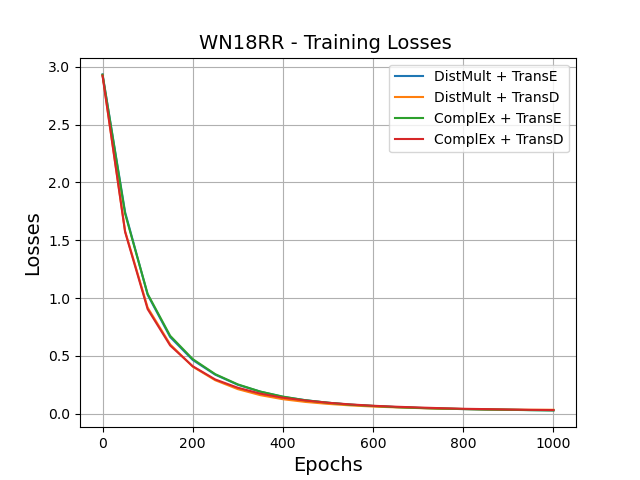 WN18RR - Training Losses
DistMult + TransE
DistMult + TransD
ComplEx + TransE
ComplEx + TransD
3.0
2.5
2.0
1.5
1.0
0.5
0.0
Losses
0 200 400 600 800 1000
Epochs